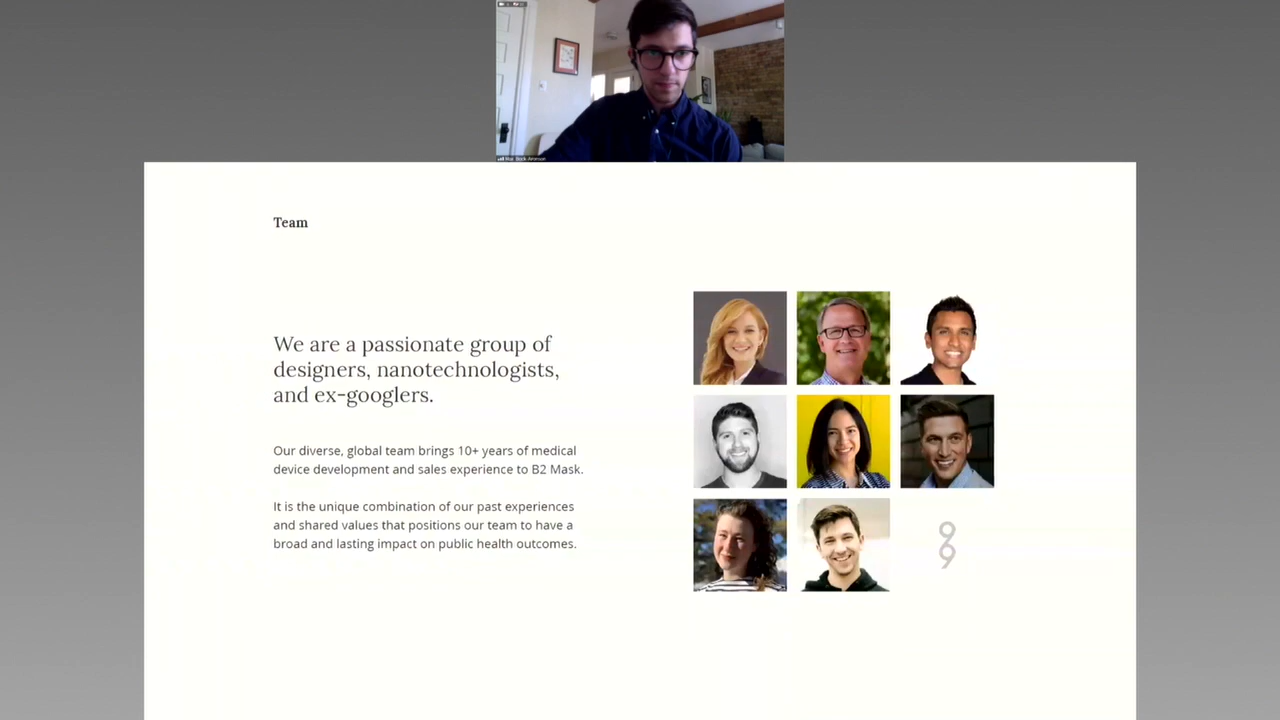 Team
We are a passionate group of
designers, nanotechnologists,
and ex-googlers.
Our diverse, global team brings 10+ years of medical
device development and sales experience to B2 Mask.
It is the unique combination of our past experiences
and shared values that positions our team to have a
broad and lasting impact on public health outcomes.